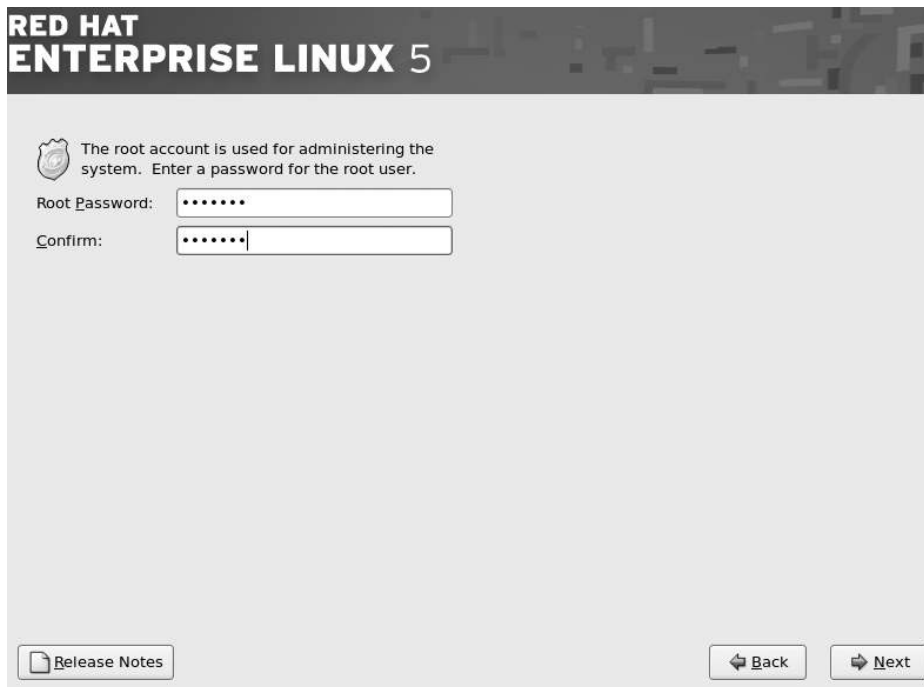 RED HAT
ENTERPRISE LINUX 5
The root account is used for administering the
system. Enter a password for the root user.
Root Password: •••••••
Confirm: •••••••
Release Notes
Back
Next